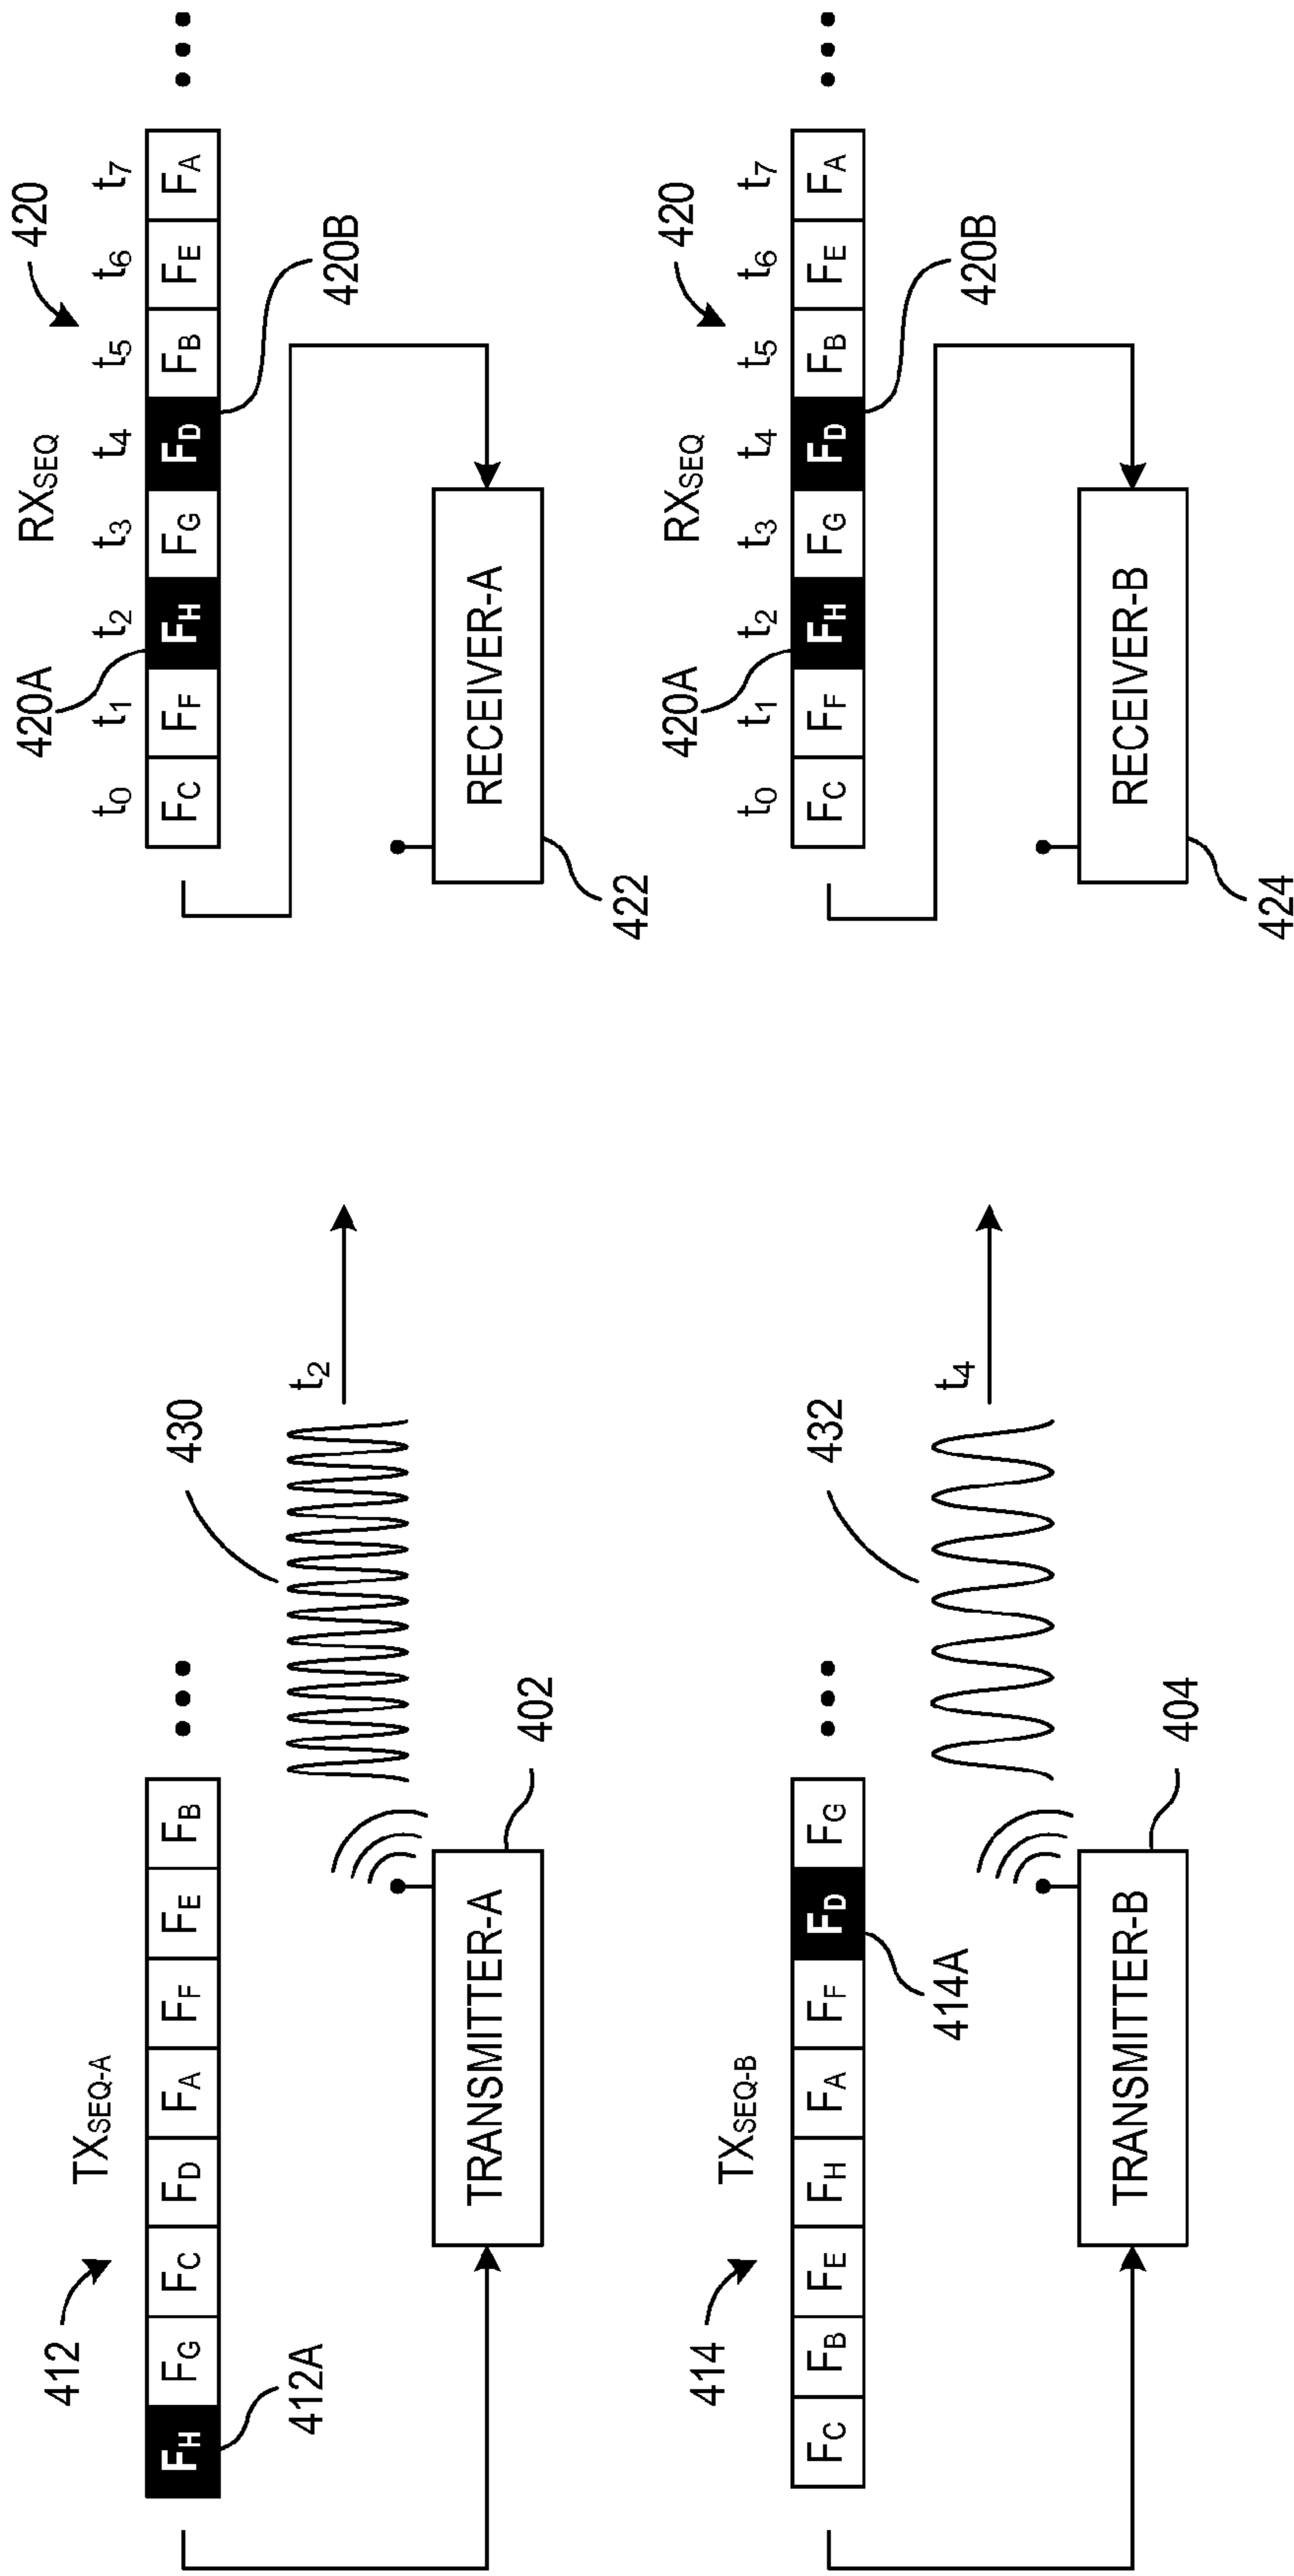 412
TXSEQ-A
FH FG FC FD FA FF FE FB
412A
430
t2
TRANSMITTER-A
402
RXSEQ
420
420A
t0 t1 t2 t3 t4 t5 t6 t7
FC FF FH FG FD FB FE FA
420B
RECEIVER-A
422
414
TXSEQ-B
FC FB FE FH FA FF FD FG
414A
432
t4
TRANSMITTER-B
404
RXSEQ
420
420A
t0 t1 t2 t3 t4 t5 t6 t7
FC FF FH FG FD FB FE FA
420B
RECEIVER-B
424